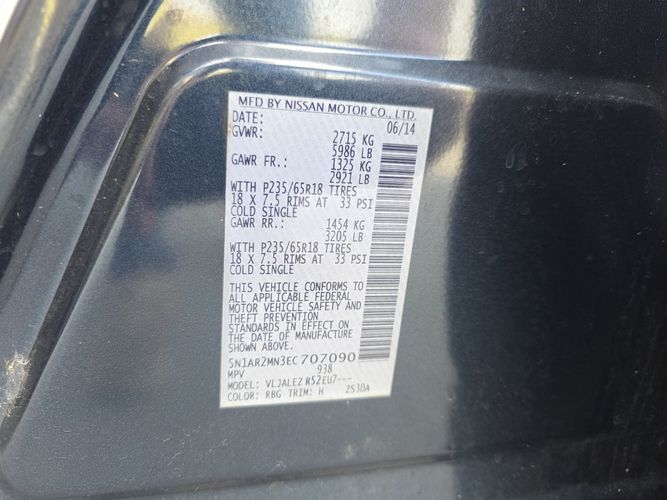 MFD BY NISSAN MOTOR CO., LTD.
DATE: 06/14
GVWR: 2715 KG
5986 LB
GAWR FR.: 1325 KG
2921 LB
WITH P235/65R18 TIRES
18 X 7.5 RIMS AT 33 PSI
COLD SINGLE
GAWR RR.: 1454 KG
3205 LB
WITH P235/65R18 TIRES
18 X 7.5 RIMS AT 33 PSI
COLD SINGLE
THIS VEHICLE CONFORMS TO
ALL APPLICABLE FEDERAL
MOTOR VEHICLE SAFETY AND
THEFT PREVENTION
STANDARDS IN EFFECT ON
THE DATE OF MANUFACTURE
SHOWN ABOVE.
5N1AR2MN3EC707090
MPV 938
MODEL: VLJALEZ R52EU7---
COLOR: RBG TRIM: H 2530A